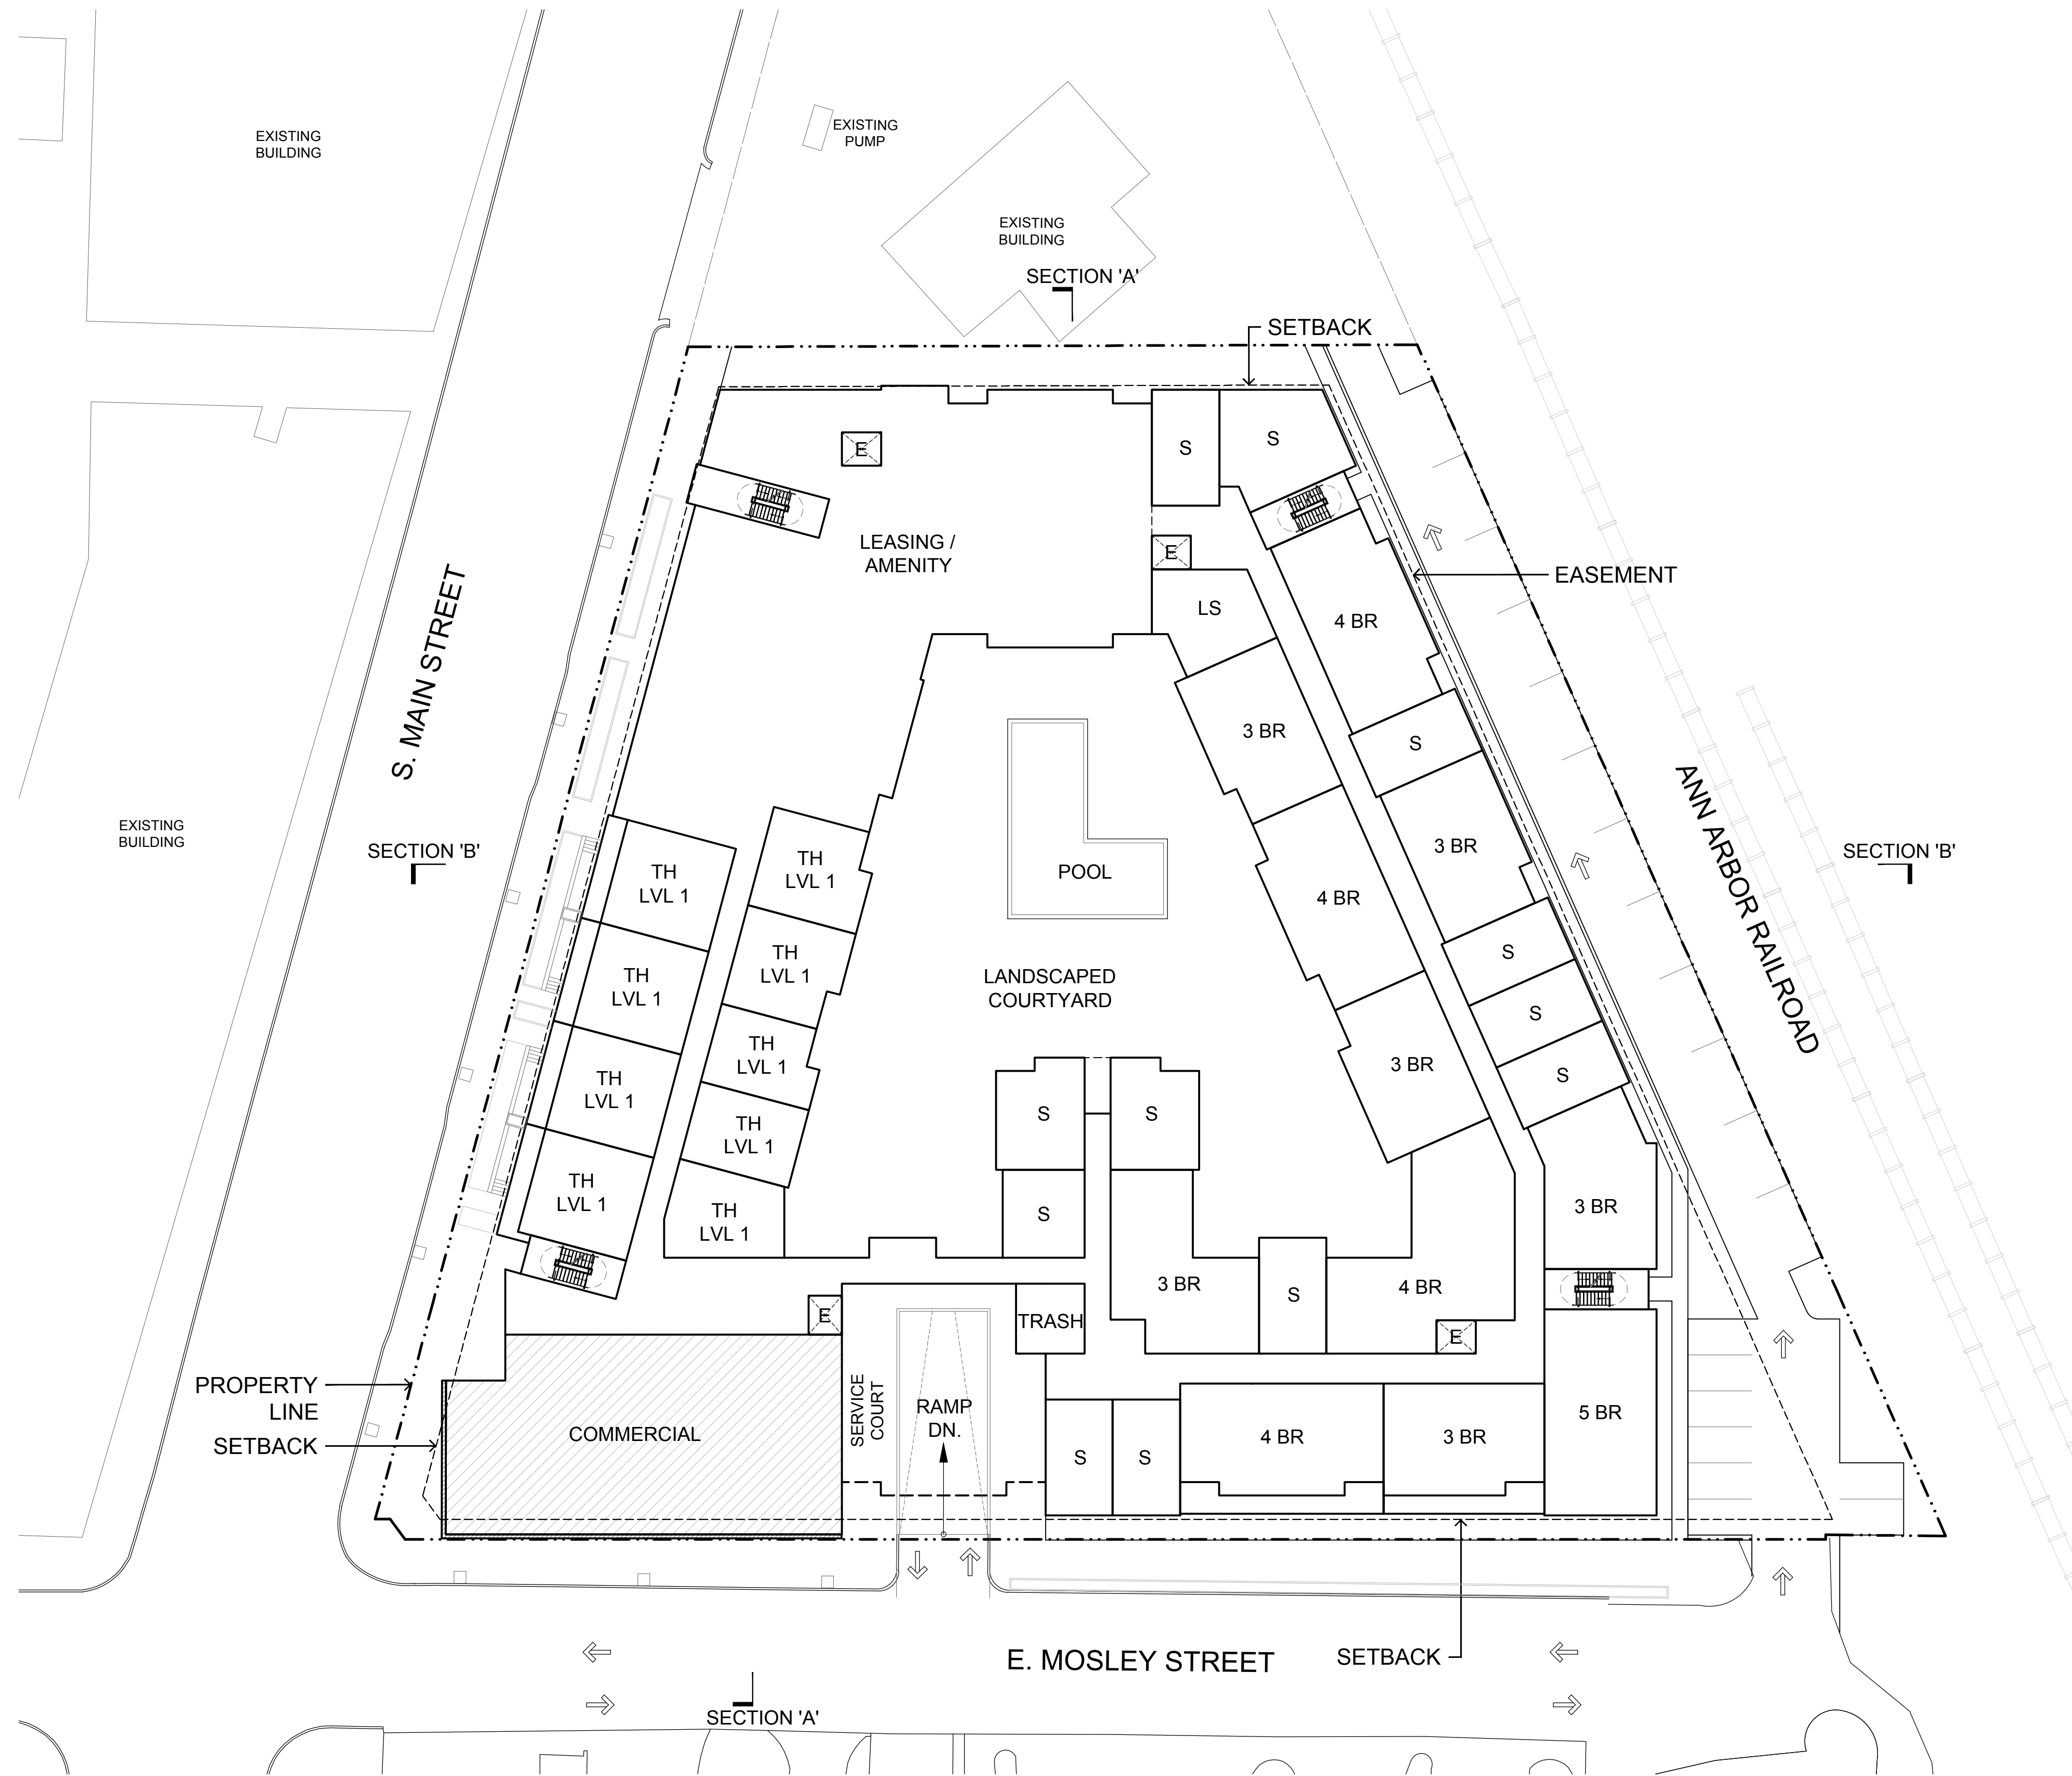 EXISTING
BUILDING
EXISTING
PUMP
EXISTING
BUILDING
SECTION 'A'
SETBACK
E
S
S
LEASING /
AMENITY
E
EASEMENT
LS
4 BR
S. MAIN STREET
3 BR
S
ANN ARBOR RAILROAD
EXISTING
BUILDING
SECTION 'B'
TH
LVL 1
TH
LVL 1
POOL
3 BR
SECTION 'B'
4 BR
TH
LVL 1
TH
LVL 1
LANDSCAPED
COURTYARD
S
S
TH
LVL 1
TH
LVL 1
3 BR
S
S
S
TH
LVL 1
TH
LVL 1
TH
LVL 1
S
3 BR
3 BR
S
4 BR
E
TRASH
E
PROPERTY
LINE
SETBACK
COMMERCIAL
SERVICE
COURT
RAMP
DN.
S
S
4 BR
3 BR
5 BR
E. MOSLEY STREET
SETBACK
SECTION 'A'